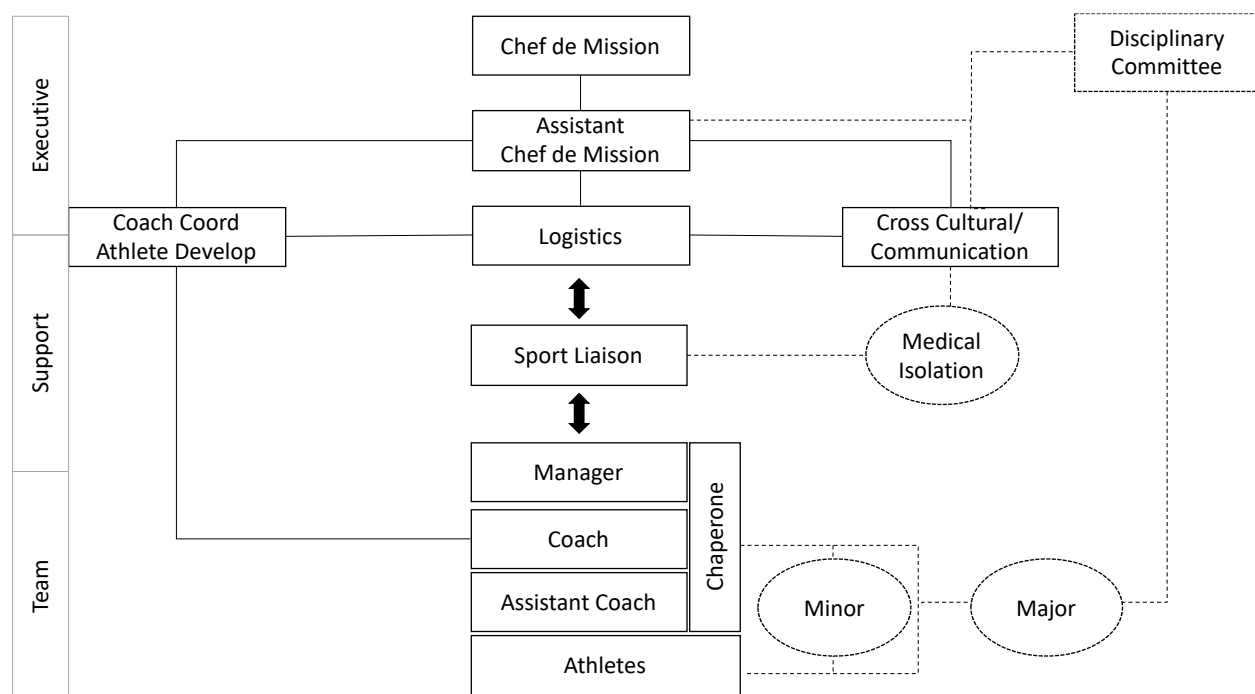 Executive
Support
Team
Chef de Mission
Disciplinary
Committee
Assistant
Chef de Mission
Coach Coord
Athlete Develop
Logistics
Cross Cultural/
Communication
Sport Liaison
Medical
Isolation
Manager
Chaperone
Coach
Assistant Coach
Minor
Major
Athletes